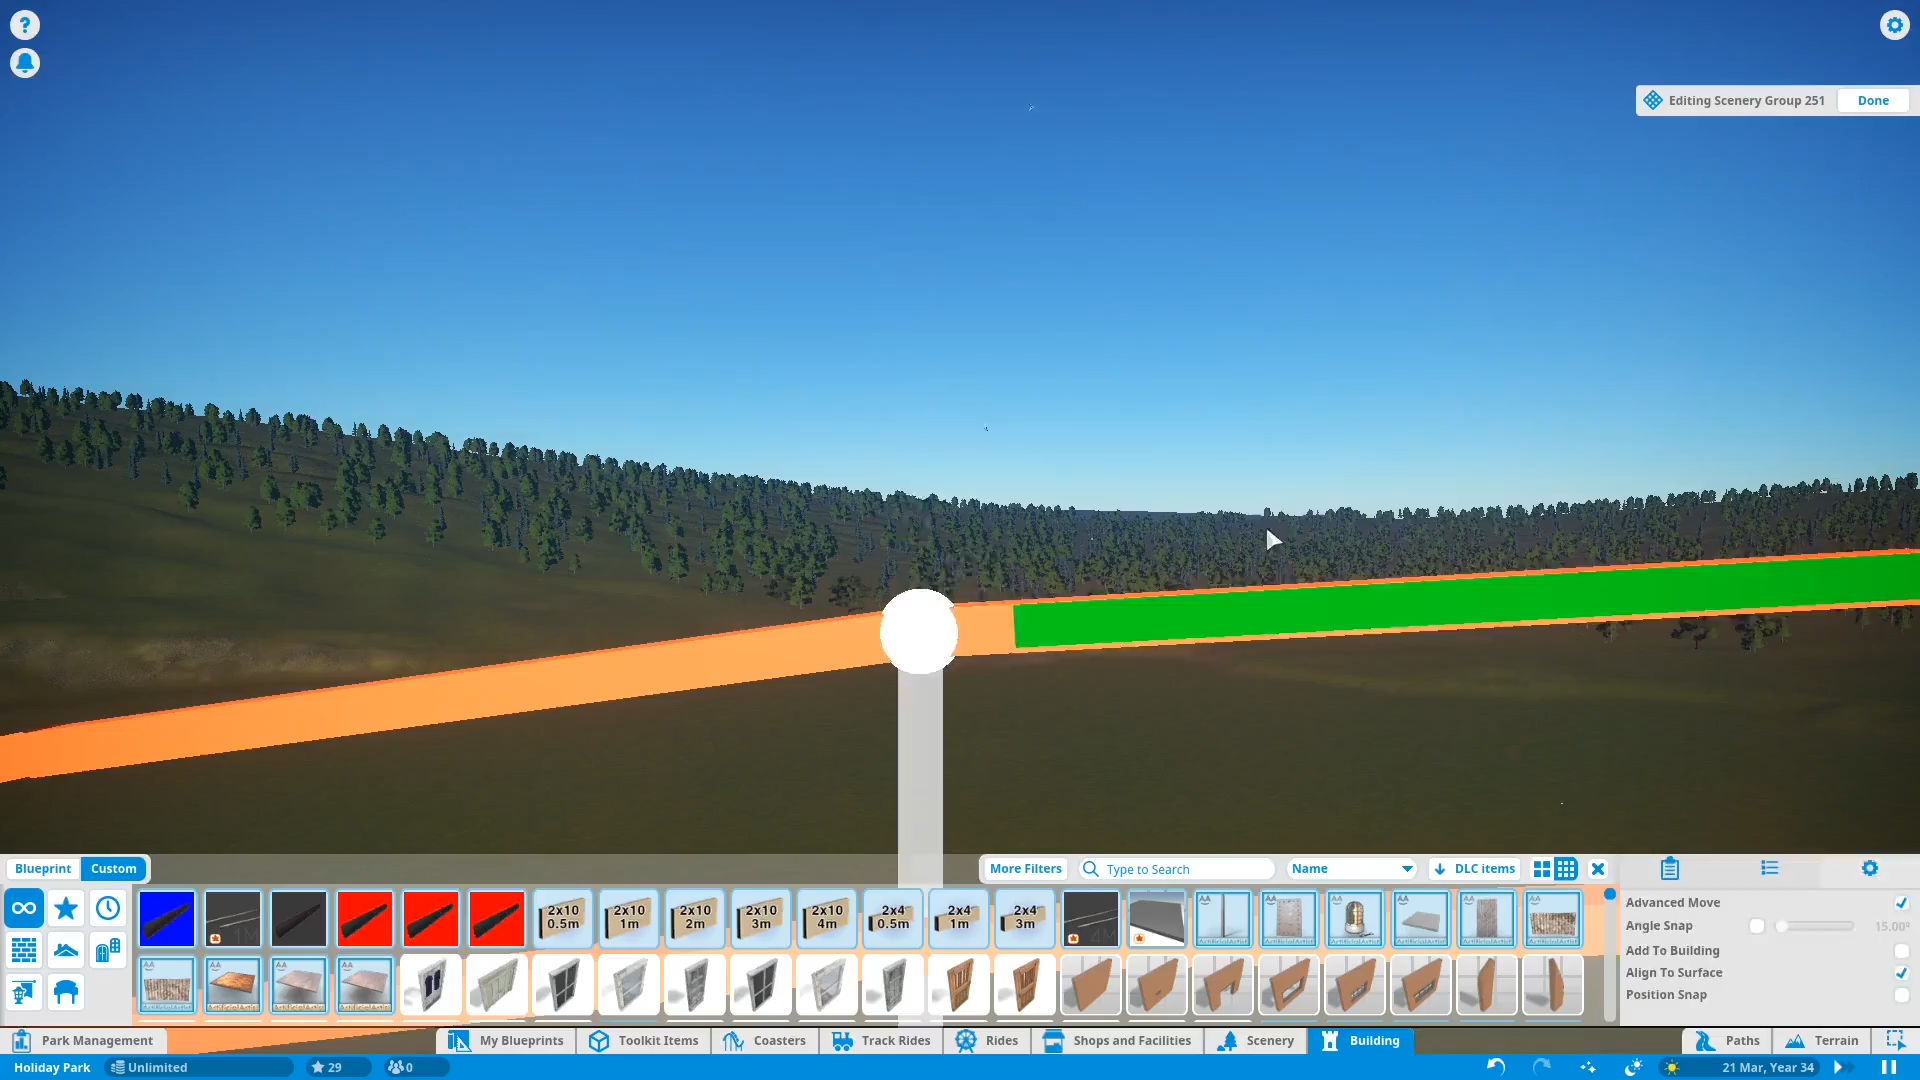 ?
Editing Scenery Group 251
Done
Blueprint
Custom
More Filters
Type to Search
Name
DLC items
4M
2x10 0.5m
2x10 1m
2x10 2m
2x10 3m
2x10 4m
2x4 0.5m
2x4 1m
2x4 3m
4M
Advanced Move
Angle Snap
15.00°
Add To Building
Align To Surface
Position Snap
Park Management
My Blueprints
Toolkit Items
Coasters
Track Rides
Rides
Shops and Facilities
Scenery
Building
Paths
Terrain
Holiday Park
Unlimited
29
0
21 Mar, Year 34